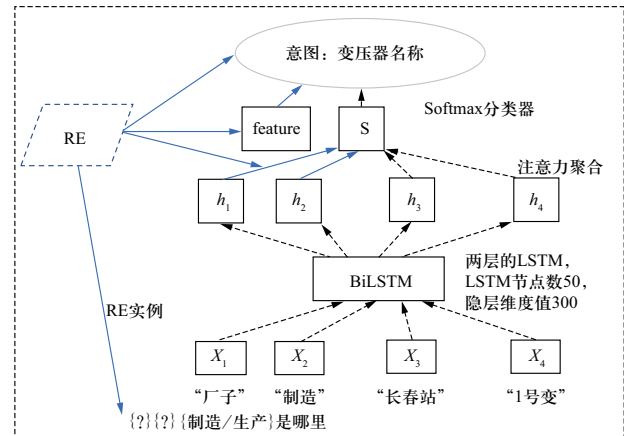 意图：变压器名称
Softmax分类器
RE
feature
S
注意力聚合
h1
h2
h3
h4
两层的LSTM，
LSTM节点数50，
隐层维度值300
BiLSTM
RE实例
X1
X2
X3
X4
“厂子”
“制造”
“长春站”
“1号变”
{?}{?}{制造/生产}是哪里